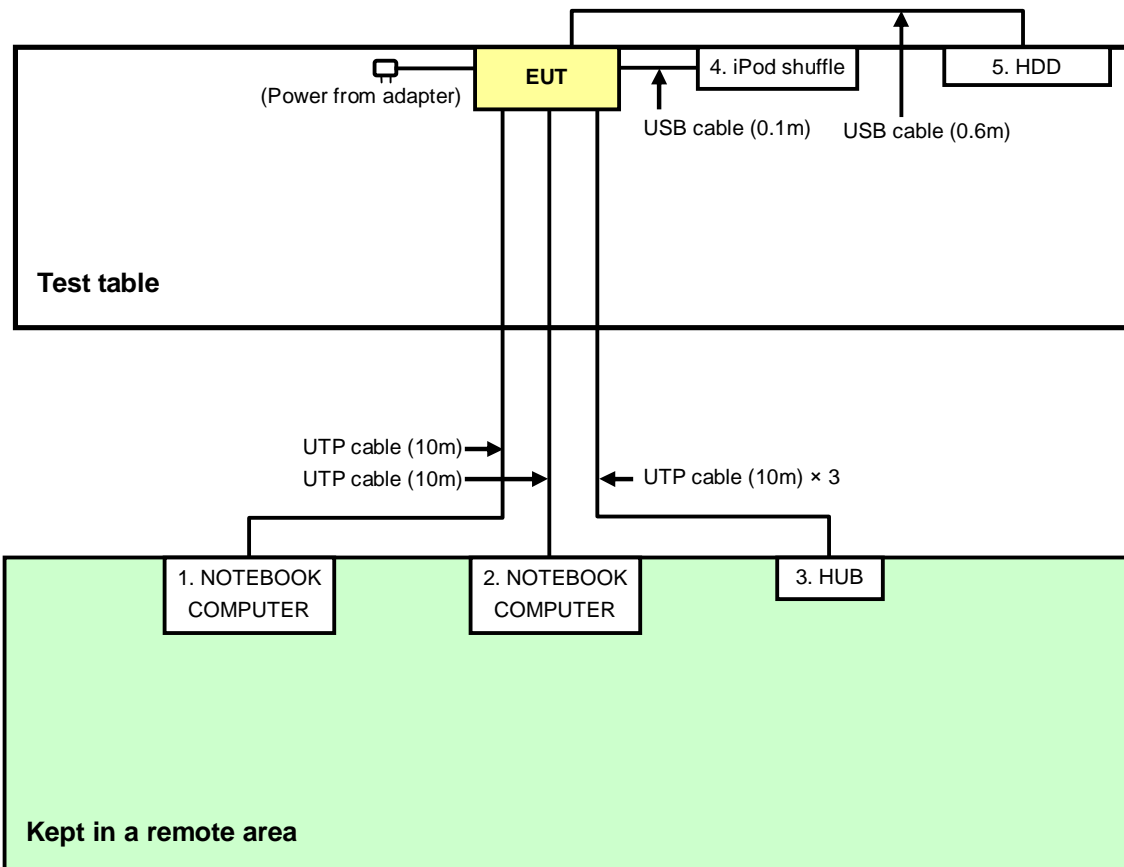 EUT
4. iPod shuffle
5. HDD
(Power from adapter)
USB cable (0.1m)
USB cable (0.6m)
Test table
UTP cable (10m)
UTP cable (10m)
UTP cable (10m) × 3
1. NOTEBOOK
COMPUTER
2. NOTEBOOK
COMPUTER
3. HUB
Kept in a remote area